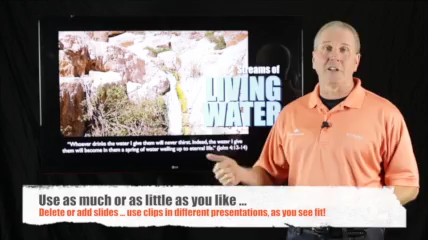 Streams of
LIVING
WATER
"Whoever drinks the water I give them will never thirst. Indeed, the water I give
them will become in them a spring of water welling up to eternal life." (John 4:13-14)
Use as much or as little as you like ...
Delete or add slides ... use clips in different presentations, as you see fit!